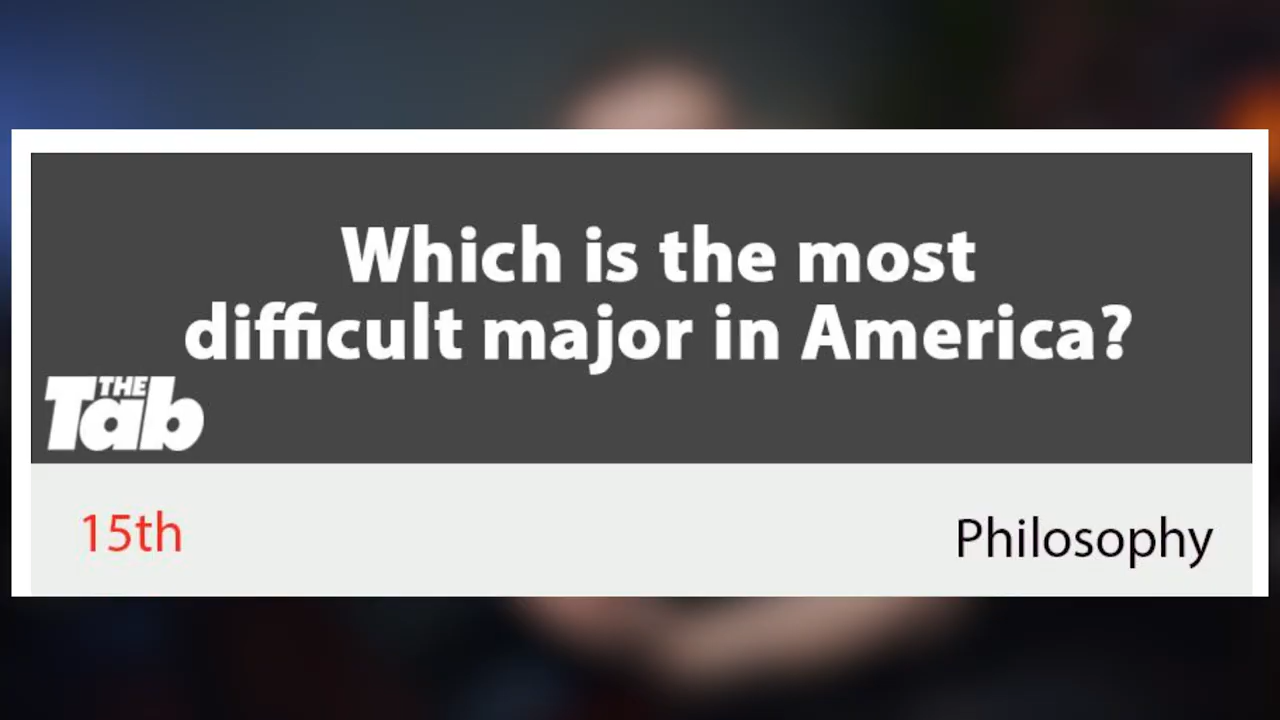 Which is the most
difficult major in America?
THE
Tab
15th
Philosophy